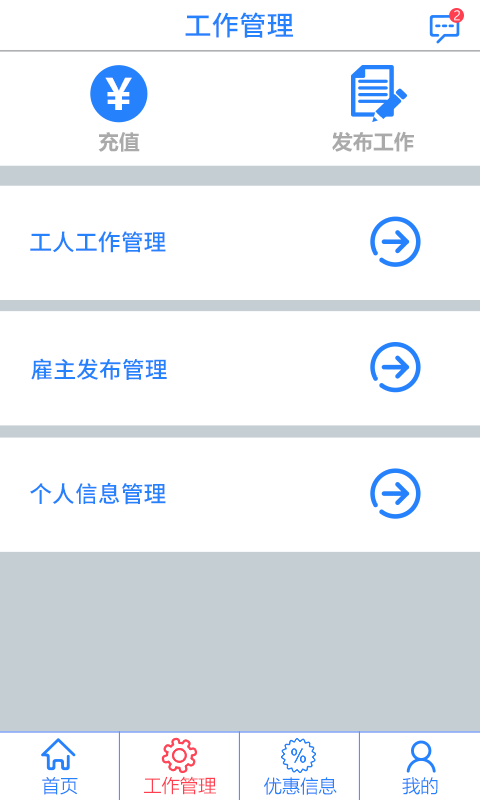 工作管理
2
充值
发布工作
工人工作管理
雇主发布管理
个人信息管理
首页
工作管理
优惠信息
我的